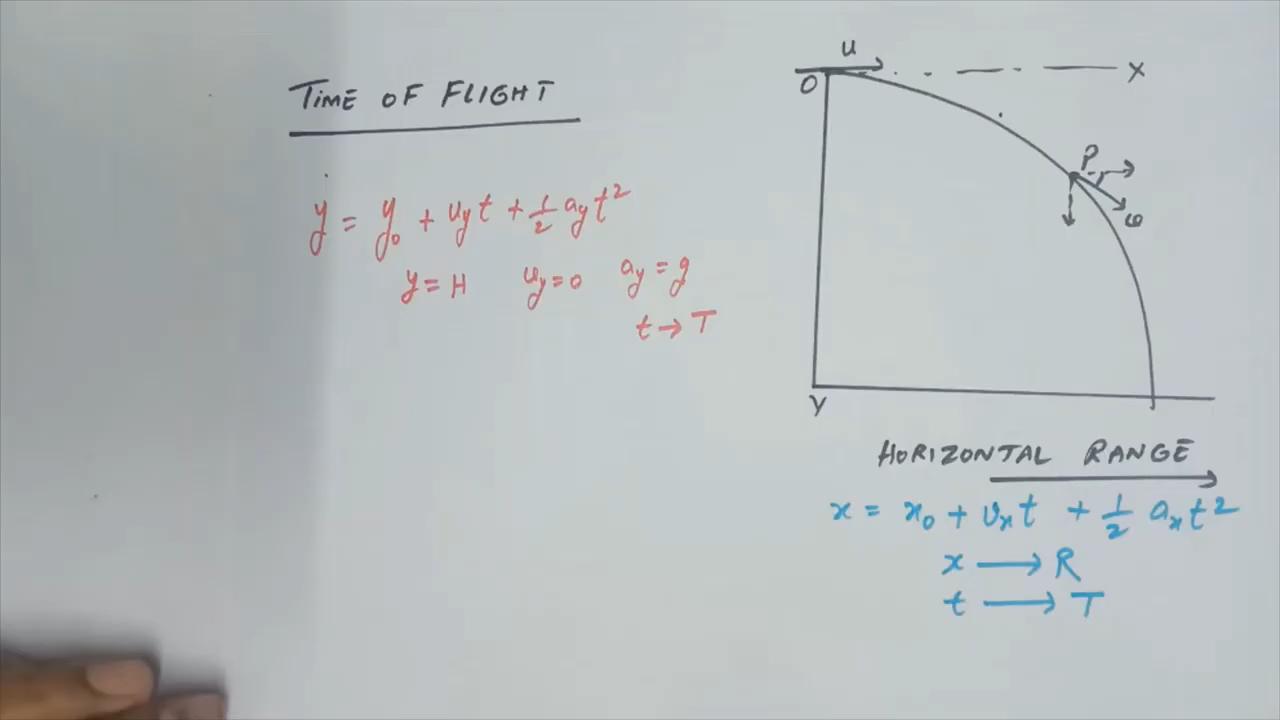 TIME OF FLIGHT
y = y₀ + u_y t + 1/2 a_y t²
y = H u_y = 0 a_y = g
t → T
u
O
X
P
v
Y
HORIZONTAL RANGE
x = x₀ + v_x t + 1/2 a_x t²
x → R
t → T